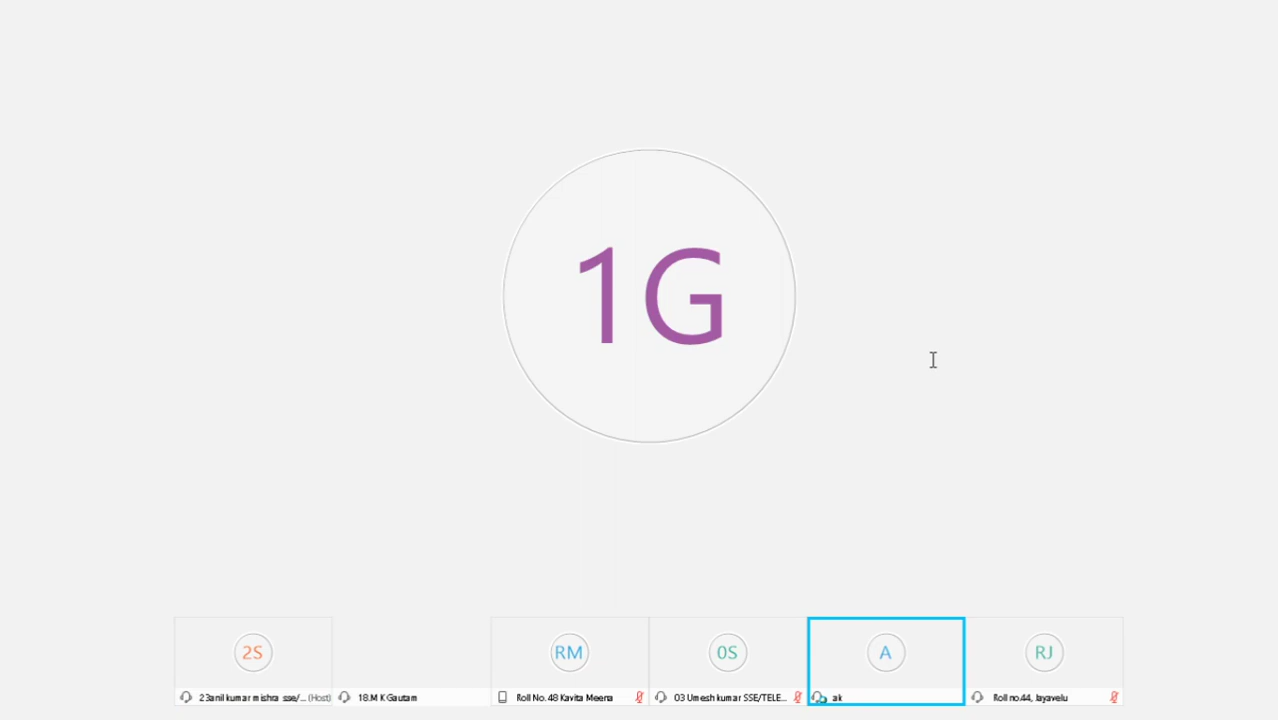 1G
2S
RM
0S
A
RJ
23anil kumar mishra sse/... (Host)
18.M K Gautam
Roll No. 48 Kavita Meena
03 Umesh kumar SSE/TELE...
ak
Roll no.44, Jayavelu